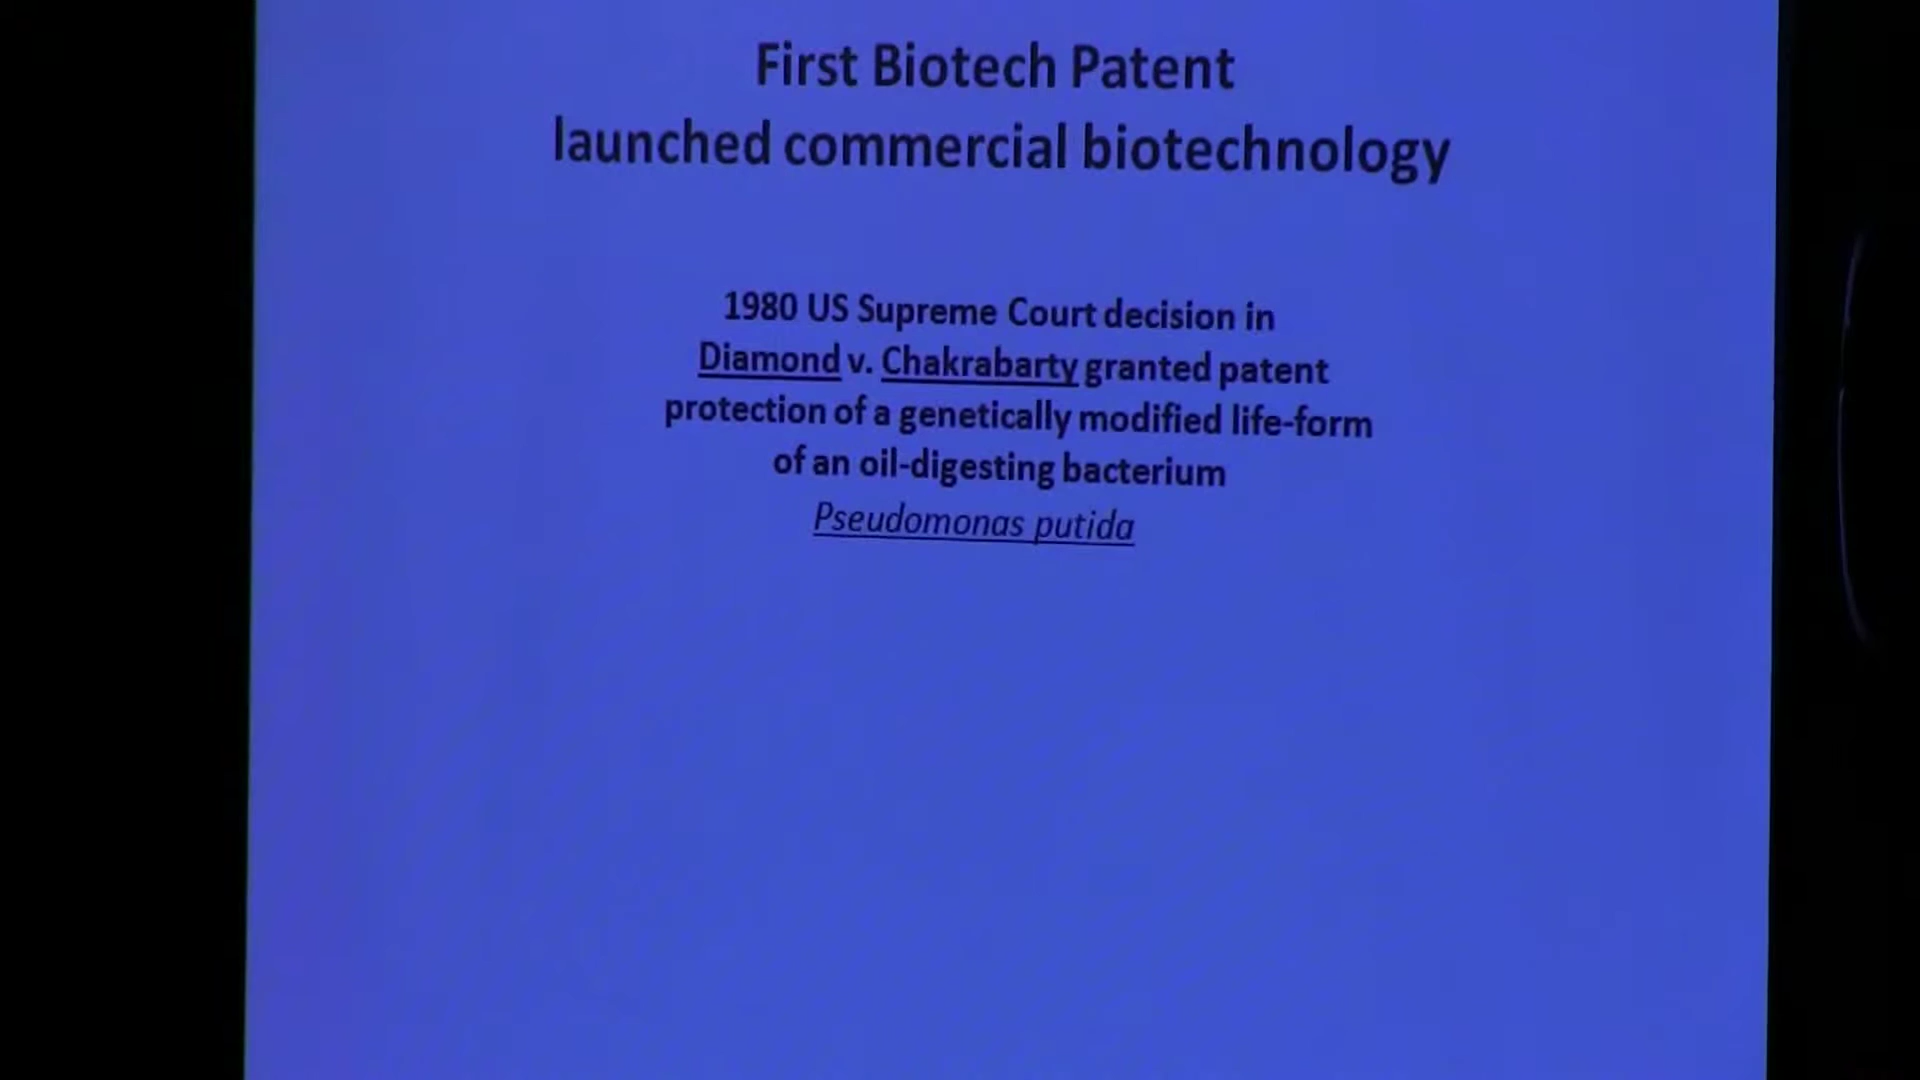 First Biotech Patent
launched commercial biotechnology
1980 US Supreme Court decision in
Diamond v. Chakrabarty granted patent
protection of a genetically modified life-form
of an oil-digesting bacterium
Pseudomonas putida